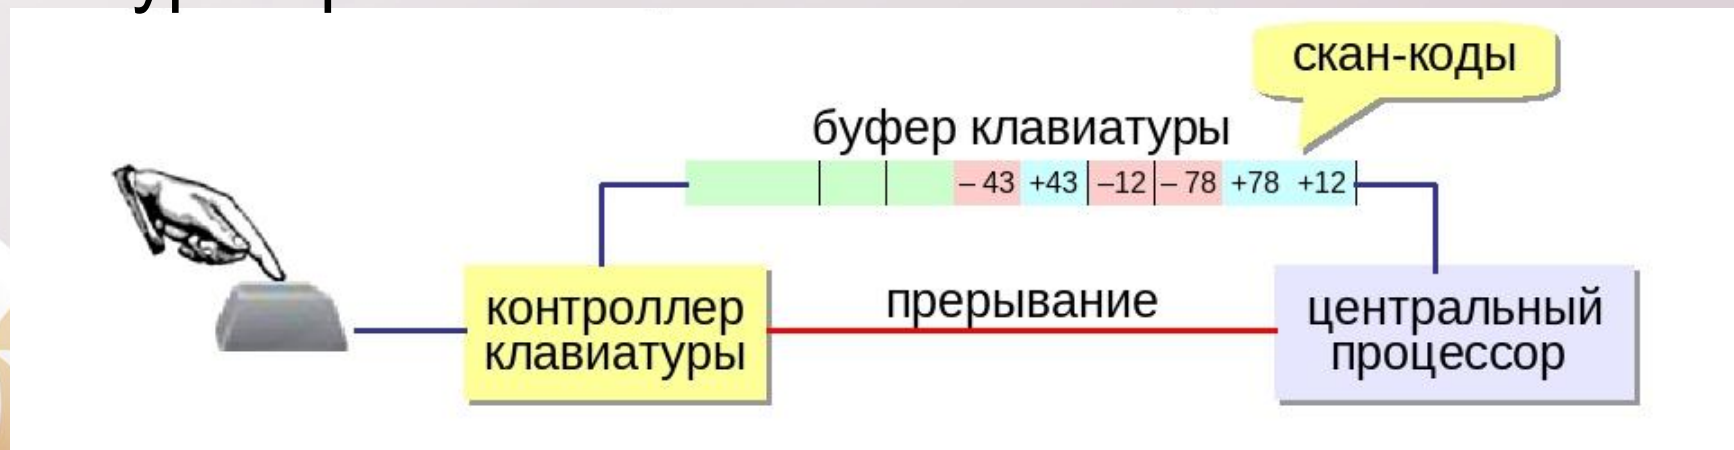 скан-коды
буфер клавиатуры
– 43 +43 –12 – 78 +78 +12
прерывание
контроллер
клавиатуры
центральный
процессор